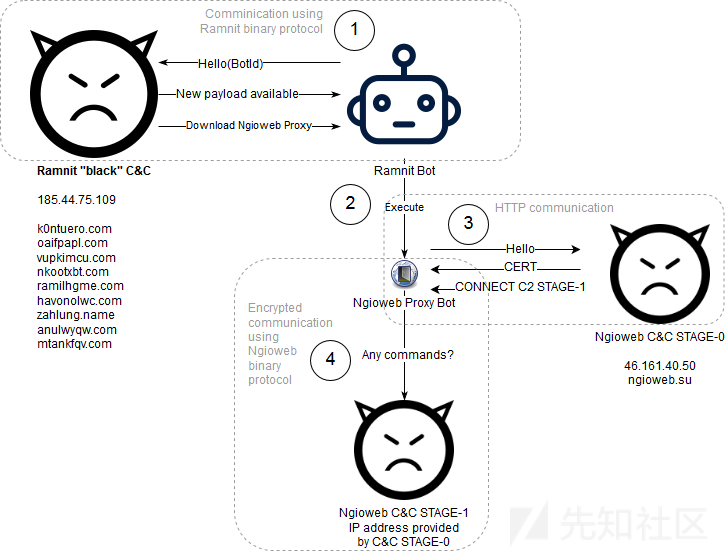 Comminication using
Ramnit binary protocol
1
Hello(BotId)
New payload available
Download Ngioweb Proxy
Ramnit "black" C&C
185.44.75.109
k0ntuero.com
oaifpapl.com
vupkimcu.com
nkootxbt.com
ramilhgme.com
havonolwc.com
zahlung.name
anulwyqw.com
mtankfqv.com
Ramnit Bot
2
Execute
3
HTTP communication
Hello
CERT
CONNECT C2 STAGE-1
Ngioweb Proxy Bot
Ngioweb C&C STAGE-0
46.161.40.50
ngioweb.su
Encrypted
communication
using
Ngioweb
binary
protocol
4
Any commands?
Ngioweb C&C STAGE-1
IP address provided
by C&C STAGE-0
先知社区